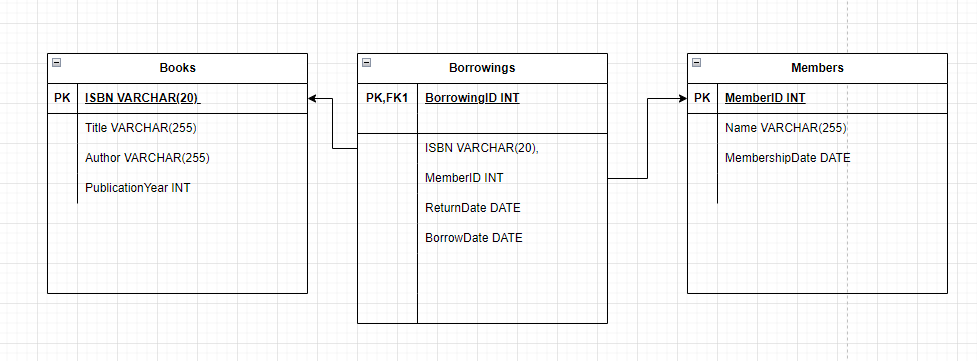 Books
PK ISBN VARCHAR(20)
Title VARCHAR(255)
Author VARCHAR(255)
PublicationYear INT
Borrowings
PK,FK1 BorrowingID INT
ISBN VARCHAR(20),
MemberID INT
ReturnDate DATE
BorrowDate DATE
Members
PK MemberID INT
Name VARCHAR(255)
MembershipDate DATE